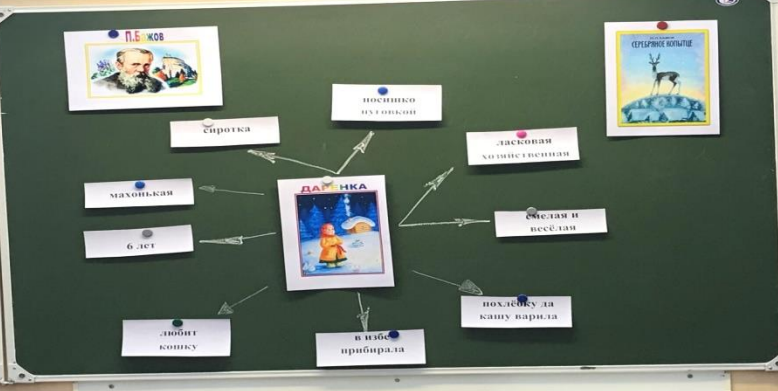 П.Бажов
СЕРЕБРЯНОЕ КОПЫТЦЕ
носишко
пуговкой
сиротка
ласковая
хозяйственная
ДАРЁНКА
махонькая
смелая и
весёлая
6 лет
похлёбку да
кашу варила
любит
кошку
в избе
прибирала